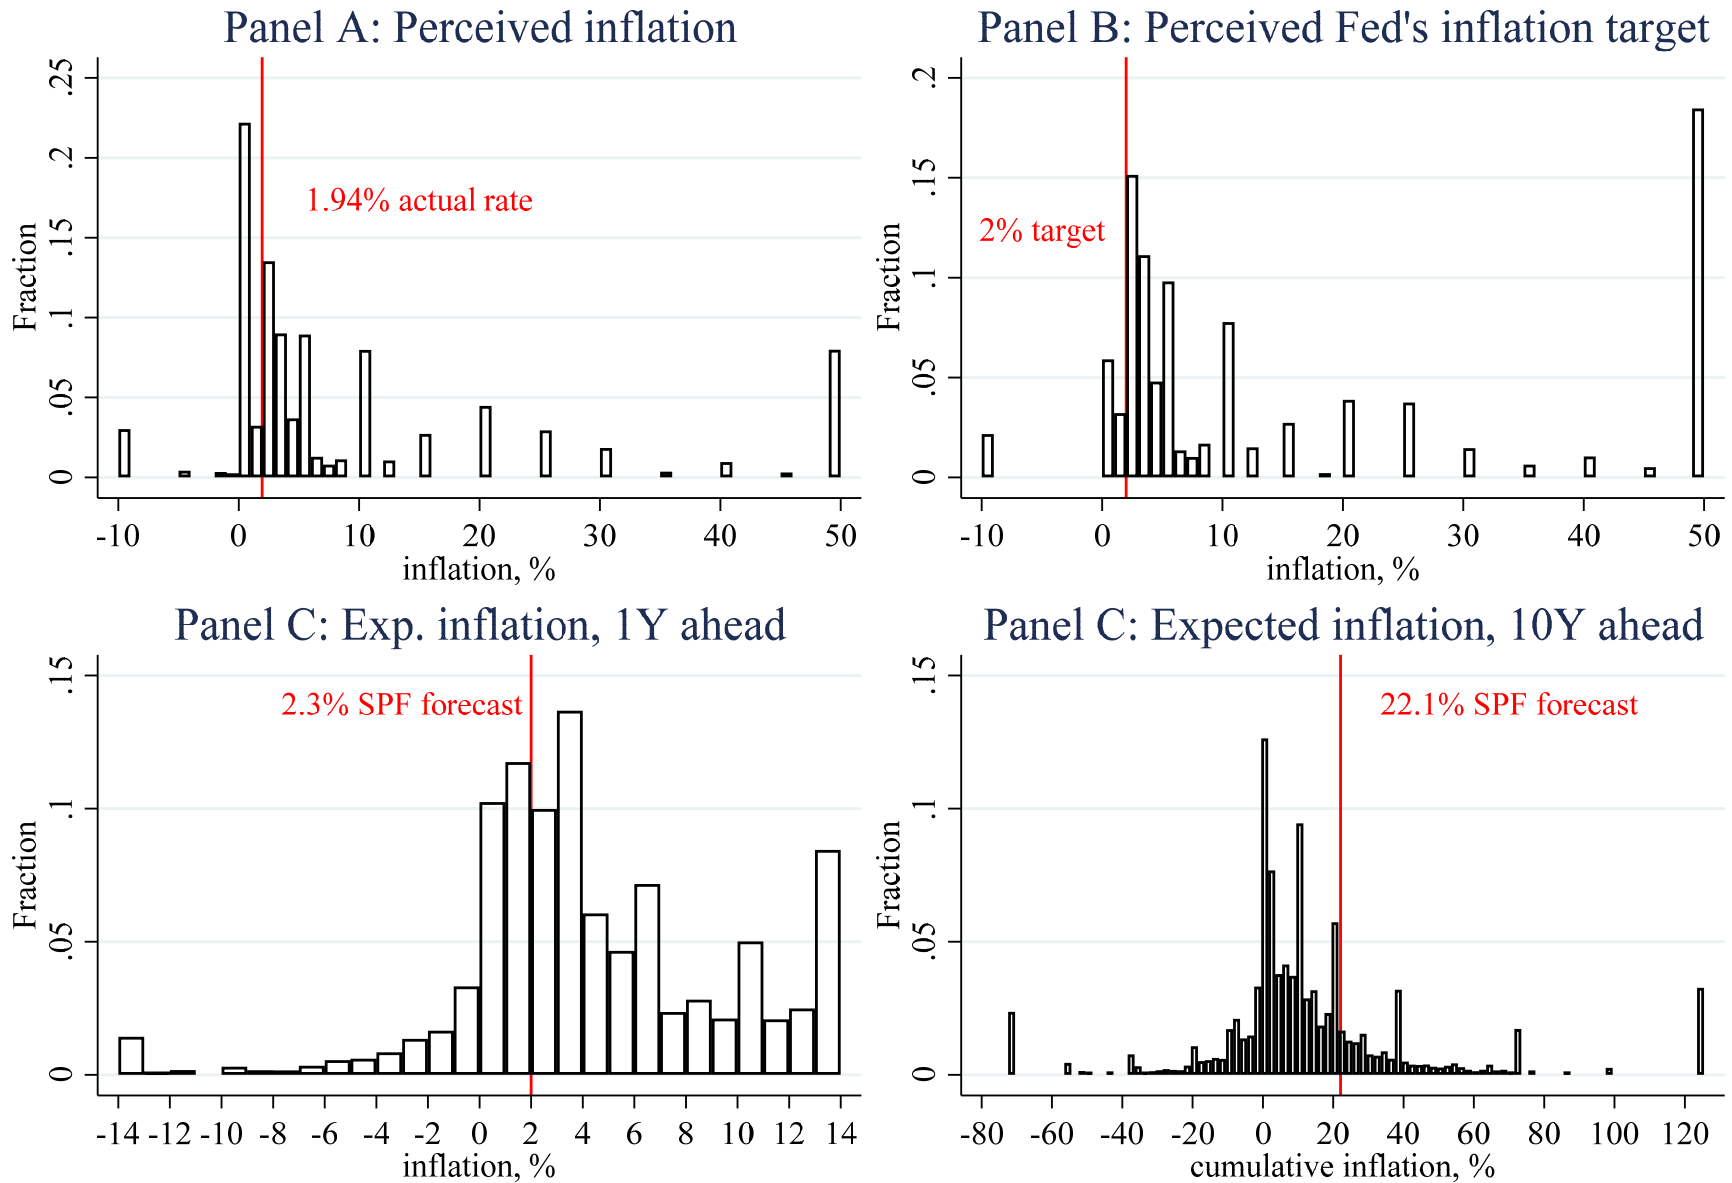 Panel A: Perceived inflation
.25
.2
.15
.1
.05
0
Fraction
1.94% actual rate
-10 0 10 20 30 40 50
inflation, %
Panel B: Perceived Fed's inflation target
.2
.15
.1
.05
0
Fraction
2% target
-10 0 10 20 30 40 50
inflation, %
Panel C: Exp. inflation, 1Y ahead
.15
.1
.05
0
Fraction
2.3% SPF forecast
-14 -12 -10 -8 -6 -4 -2 0 2 4 6 8 10 12 14
inflation, %
Panel C: Expected inflation, 10Y ahead
.15
.1
.05
0
Fraction
22.1% SPF forecast
-80 -60 -40 -20 0 20 40 60 80 100 120
cumulative inflation, %